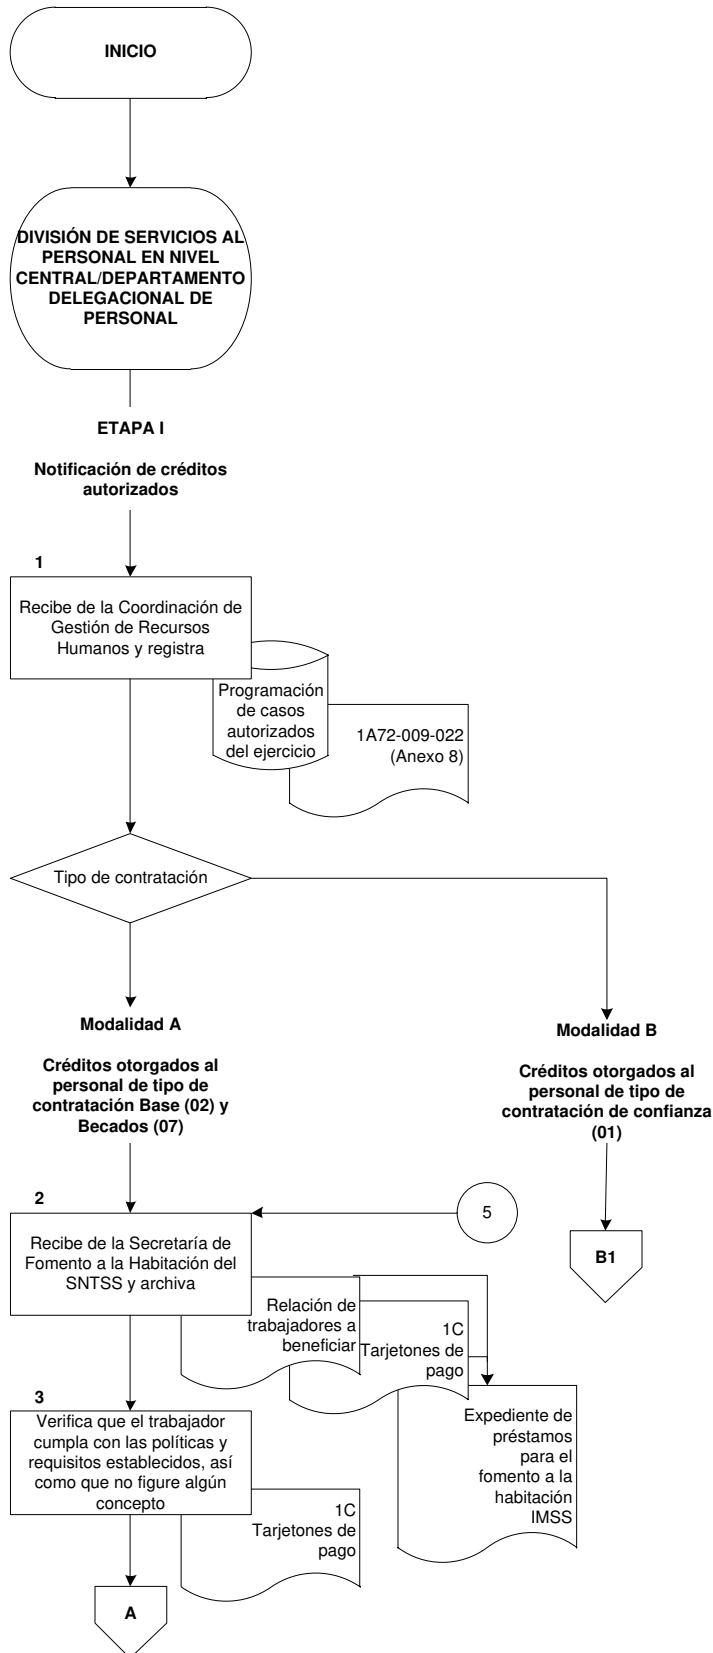 INICIO
DIVISIÓN DE SERVICIOS AL
PERSONAL EN NIVEL
CENTRAL/DEPARTAMENTO
DELEGACIONAL DE
PERSONAL
ETAPA I
Notificación de créditos
autorizados
1
Recibe de la Coordinación de
Gestión de Recursos
Humanos y registra
Programación
de casos
autorizados
del ejercicio
1A72-009-022
(Anexo 8)
Tipo de contratación
Modalidad A
Créditos otorgados al
personal de tipo de
contratación Base (02) y
Becados (07)
Modalidad B
Créditos otorgados al
personal de tipo de
contratación de confianza
(01)
2
Recibe de la Secretaría de
Fomento a la Habitación del
SNTSS y archiva
5
B1
Relación de
trabajadores a
beneficiar
1C
Tarjetones de
pago
Expediente de
préstamos
para el
fomento a la
habitación
IMSS
3
Verifica que el trabajador
cumpla con las políticas y
requisitos establecidos, así
como que no figure algún
concepto
1C
Tarjetones de
pago
A